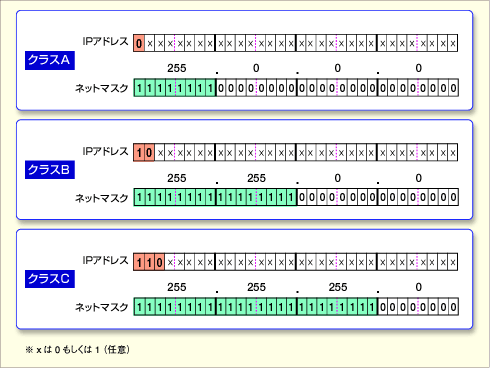 クラスA
IPアドレス 0xxxxxxxxxxxxxxxxxxxxxxxxxxxxxxx
255 . 0 . 0 . 0
ネットマスク 11111111000000000000000000000000
クラスB
IPアドレス 10xxxxxxxxxxxxxxxxxxxxxxxxxxxxxx
255 . 255 . 0 . 0
ネットマスク 11111111111111110000000000000000
クラスC
IPアドレス 110xxxxxxxxxxxxxxxxxxxxxxxxxxxxx
255 . 255 . 255 . 0
ネットマスク 11111111111111111111111100000000
※ x は 0 もしくは 1 （任意）